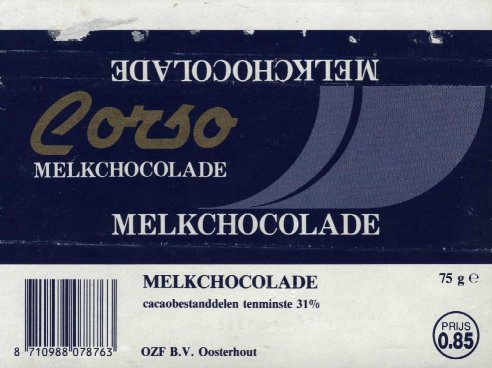 MELKCHOCOLADE
Corso
MELKCHOCOLADE
MELKCHOCOLADE
MELKCHOCOLADE
cacaobestanddelen tenminste 31%
75 g ℮
8 710988 078763
OZF B.V. Oosterhout
PRIJS
0.85